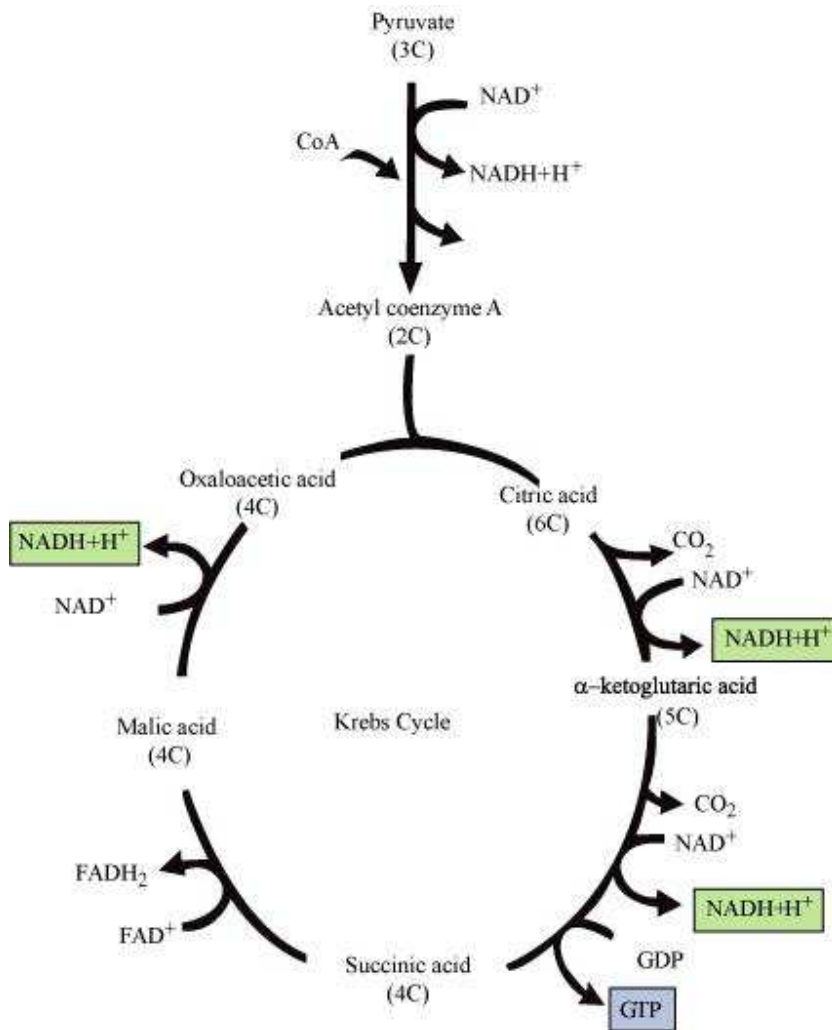 Pyruvate
(3C)
NAD⁺
CoA
NADH+H⁺
Acetyl coenzyme A
(2C)
Oxaloacetic acid
(4C)
Citric acid
(6C)
NADH+H⁺
NAD⁺
CO₂
NAD⁺
NADH+H⁺
α–ketoglutaric acid
(5C)
Malic acid
(4C)
Krebs Cycle
CO₂
NAD⁺
NADH+H⁺
GDP
GTP
FADH₂
FAD⁺
Succinic acid
(4C)